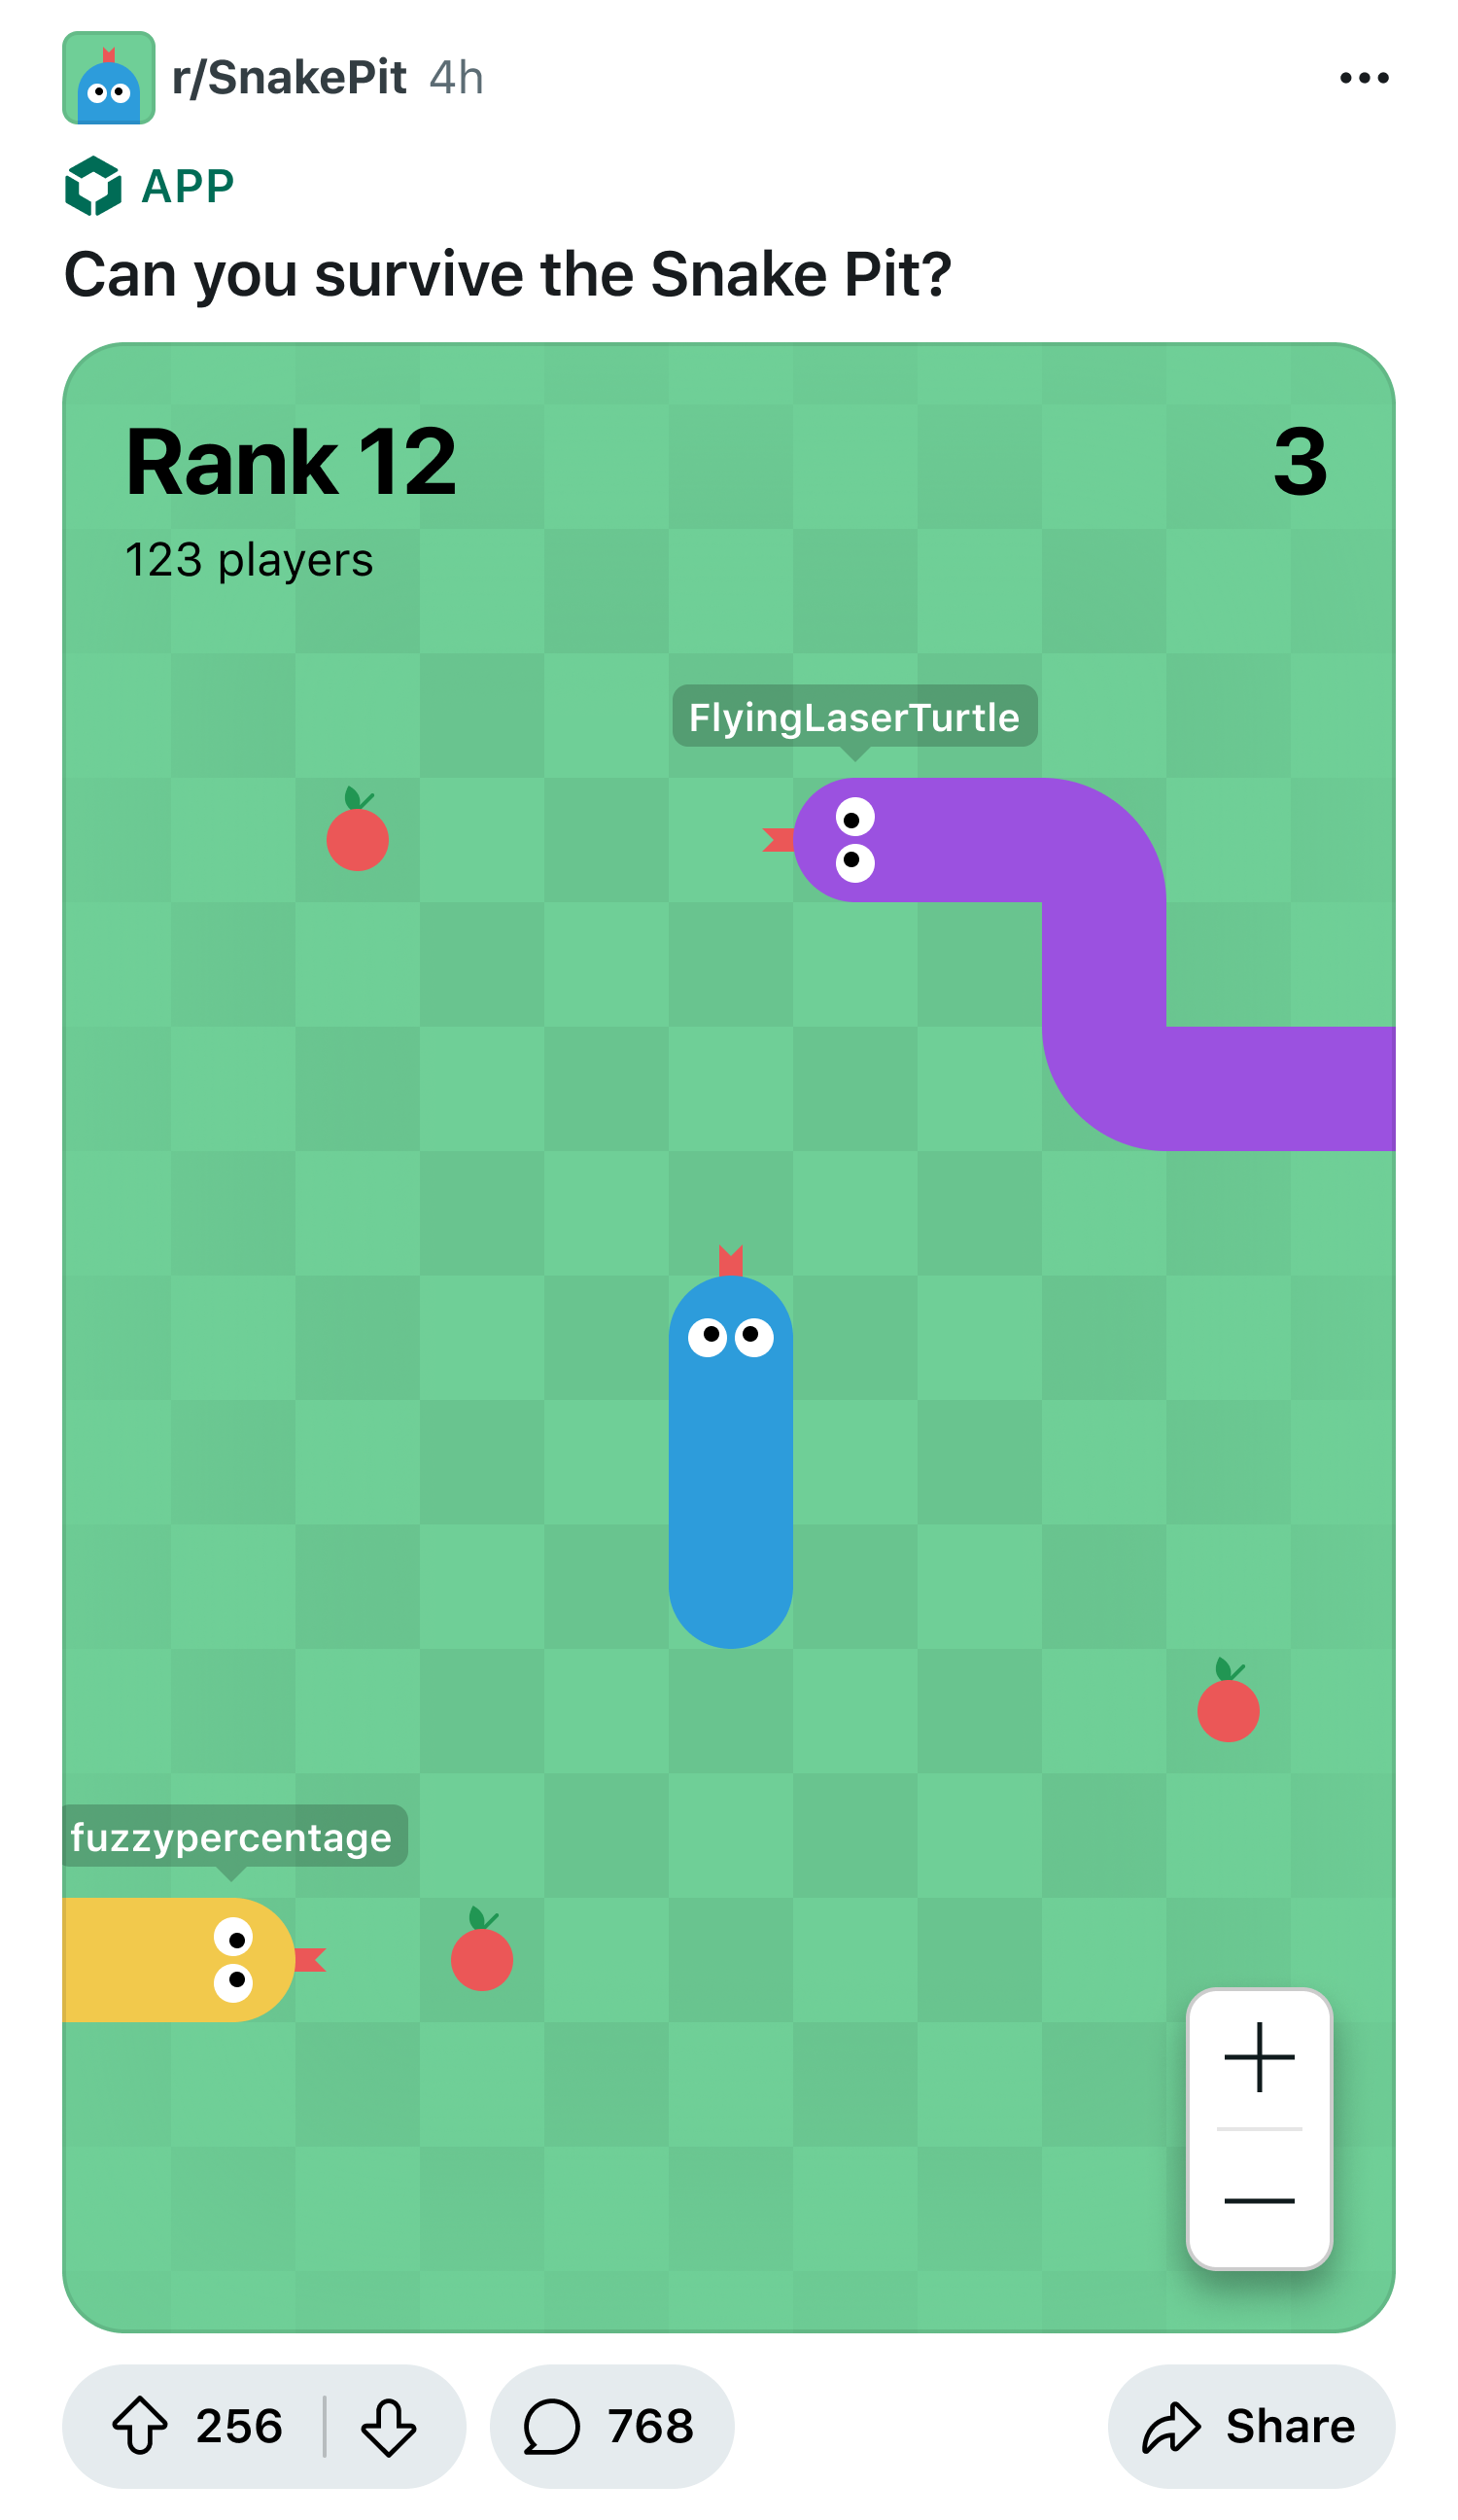 r/SnakePit 4h
APP
Can you survive the Snake Pit?
Rank 12
3
123 players
FlyingLaserTurtle
fuzzypercentage
256
768
Share